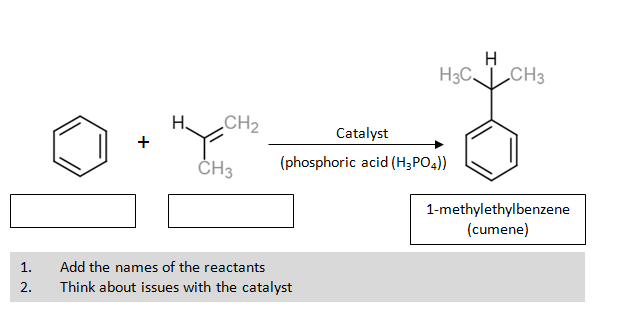 H
H3C CH3
H CH2
+
CH3
Catalyst
(phosphoric acid (H3PO4))
1-methylethylbenzene
(cumene)
1. Add the names of the reactants
2. Think about issues with the catalyst